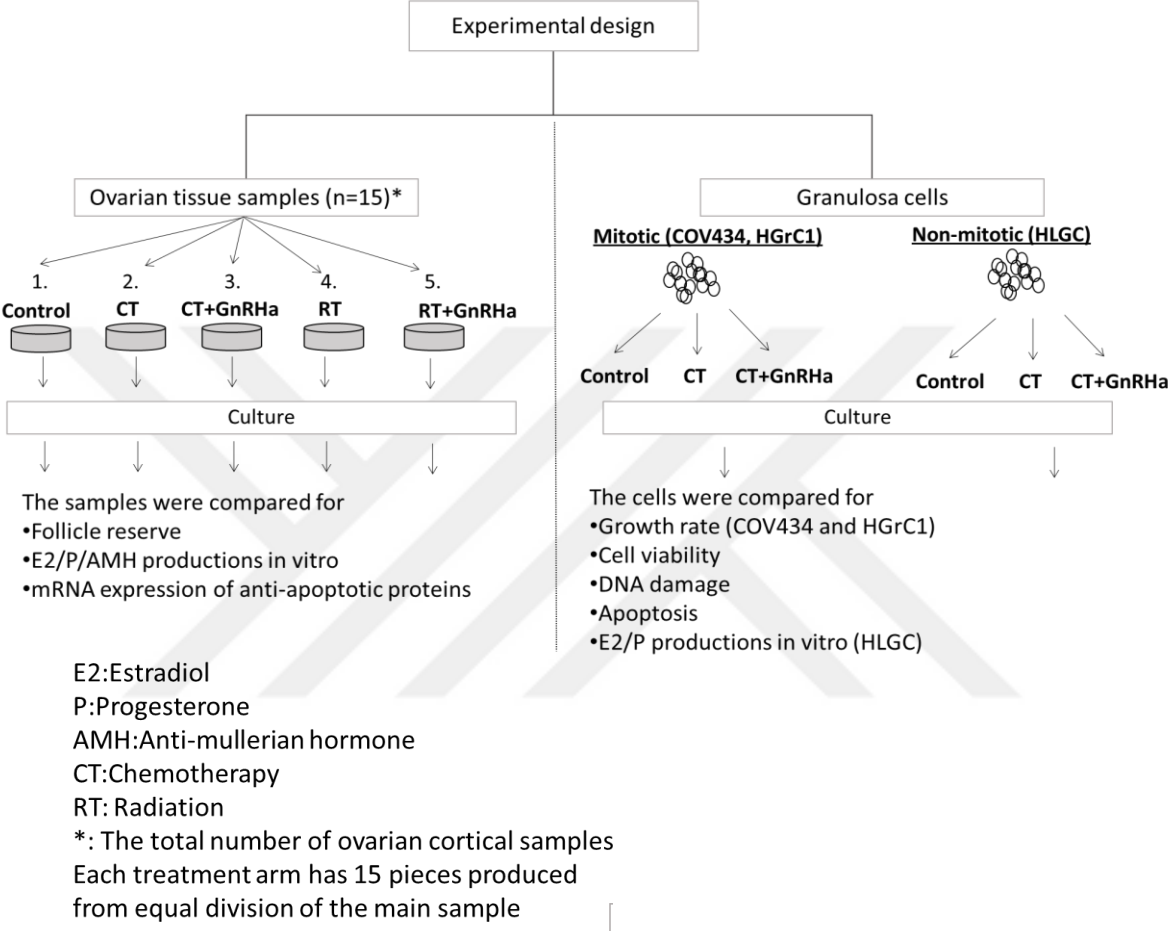 Experimental design
Ovarian tissue samples (n=15)*
1.
2.
3.
4.
5.
Control
CT
CT+GnRHa
RT
RT+GnRHa
Culture
The samples were compared for
•Follicle reserve
•E2/P/AMH productions in vitro
•mRNA expression of anti-apoptotic proteins
Granulosa cells
Mitotic (COV434, HGrC1)
Non-mitotic (HLGC)
Control
CT
CT+GnRHa
Control
CT
CT+GnRHa
Culture
The cells were compared for
•Growth rate (COV434 and HGrC1)
•Cell viability
•DNA damage
•Apoptosis
•E2/P productions in vitro (HLGC)
E2:Estradiol
P:Progesterone
AMH:Anti-mullerian hormone
CT:Chemotherapy
RT: Radiation
*: The total number of ovarian cortical samples
Each treatment arm has 15 pieces produced
from equal division of the main sample